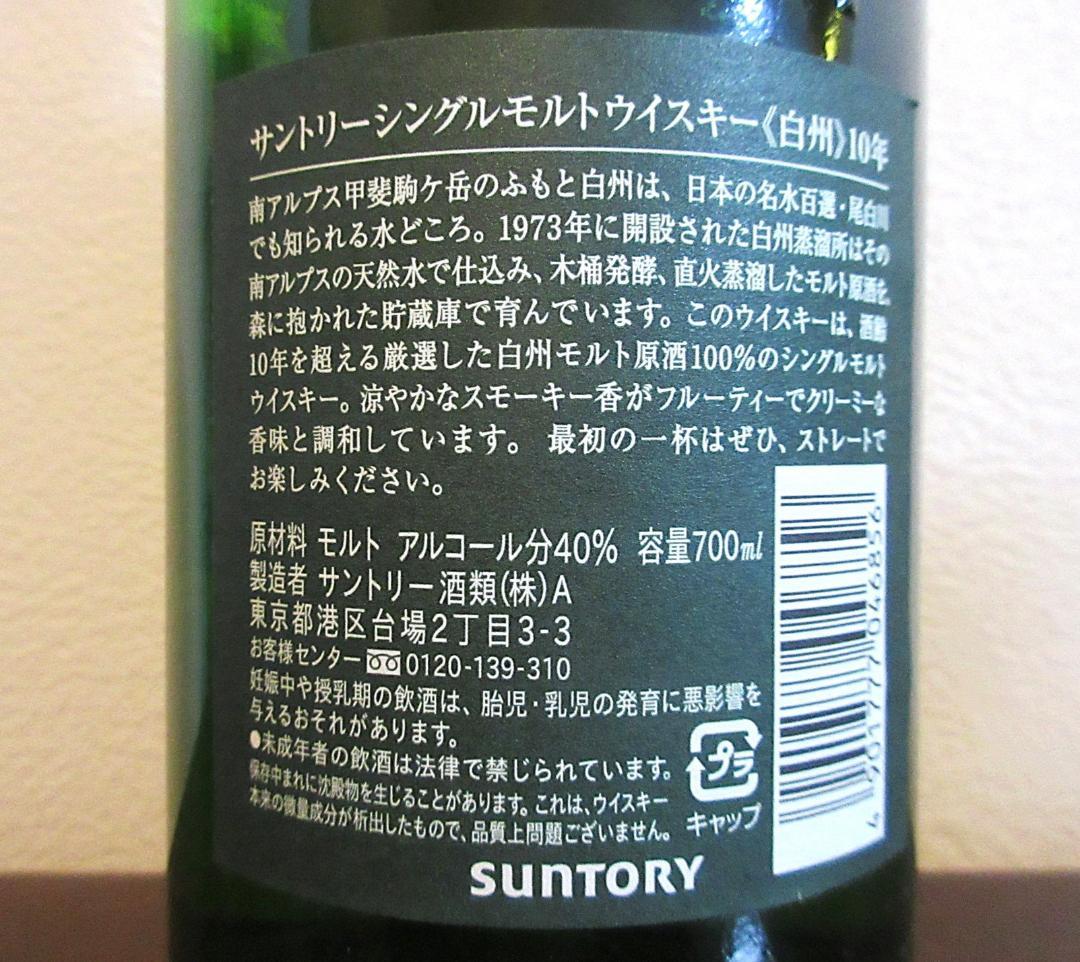 サントリーシングルモルトウイスキー《白州》10年
南アルプス甲斐駒ケ岳のふもと白州は、日本の名水百選・尾白川
でも知られる水どころ。1973年に開設された白州蒸溜所はその
南アルプスの天然水で仕込み、木桶発酵、直火蒸溜したモルト原酒を、
森に抱かれた貯蔵庫で育んでいます。このウイスキーは、酒齢
10年を超える厳選した白州モルト原酒100%のシングルモルト
ウイスキー。涼やかなスモーキー香がフルーティーでクリーミーな
香味と調和しています。 最初の一杯はぜひ、ストレートで
お楽しみください。
原材料 モルト アルコール分40% 容量700ml
製造者 サントリー酒類(株)A
東京都港区台場2丁目3-3
お客様センター 0120-139-310
妊娠中や授乳期の飲酒は、胎児・乳児の発育に悪影響を
与えるおそれがあります。
●未成年者の飲酒は法律で禁じられています。
保存中まれに沈殿物を生じることがあります。これは、ウイスキー
本来の微量成分が析出したもので、品質上問題ございません。
プラ
キャップ
SUNTORY